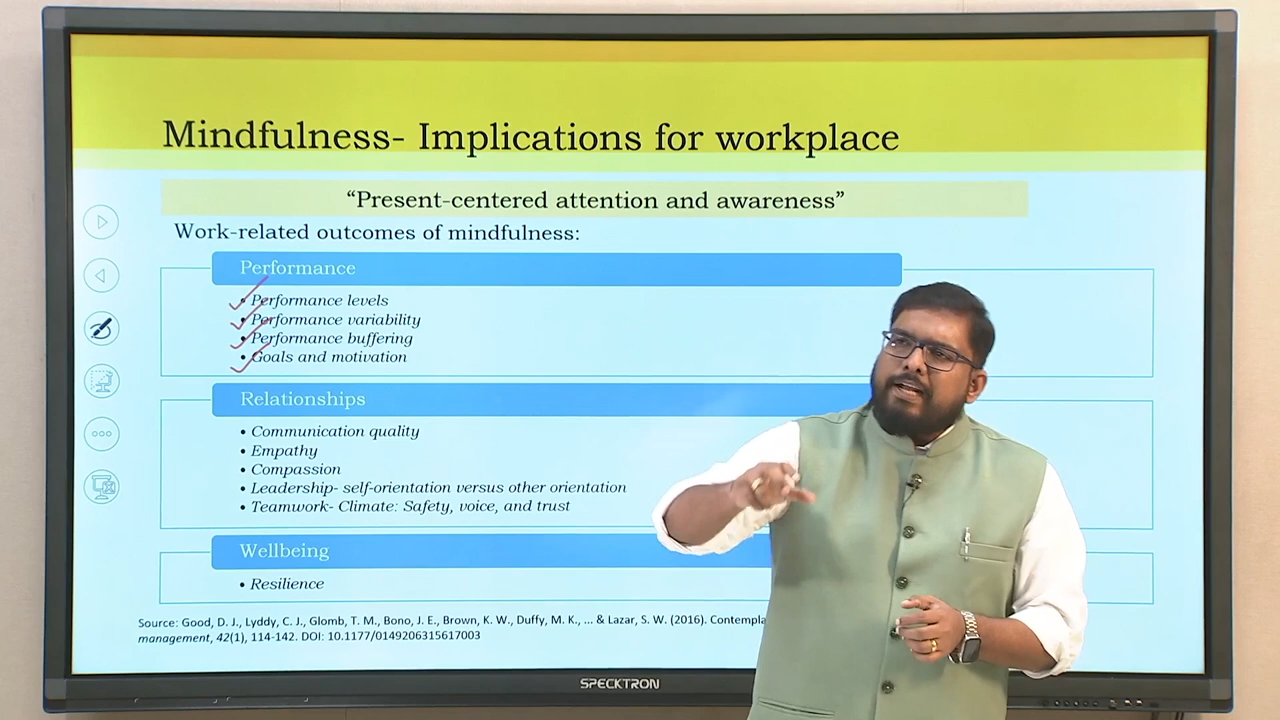 Mindfulness- Implications for workplace
“Present-centered attention and awareness”
Work-related outcomes of mindfulness:
Performance
• Performance levels
• Performance variability
• Performance buffering
• Goals and motivation
Relationships
• Communication quality
• Empathy
• Compassion
• Leadership- self-orientation versus other orientation
• Teamwork- Climate: Safety, voice, and trust
Wellbeing
• Resilience
Source: Good, D. J., Lyddy, C. J., Glomb, T. M., Bono, J. E., Brown, K. W., Duffy, M. K., ... & Lazar, S. W. (2016). Contempla
management, 42(1), 114-142. DOI: 10.1177/0149206315617003
SPECKTRON